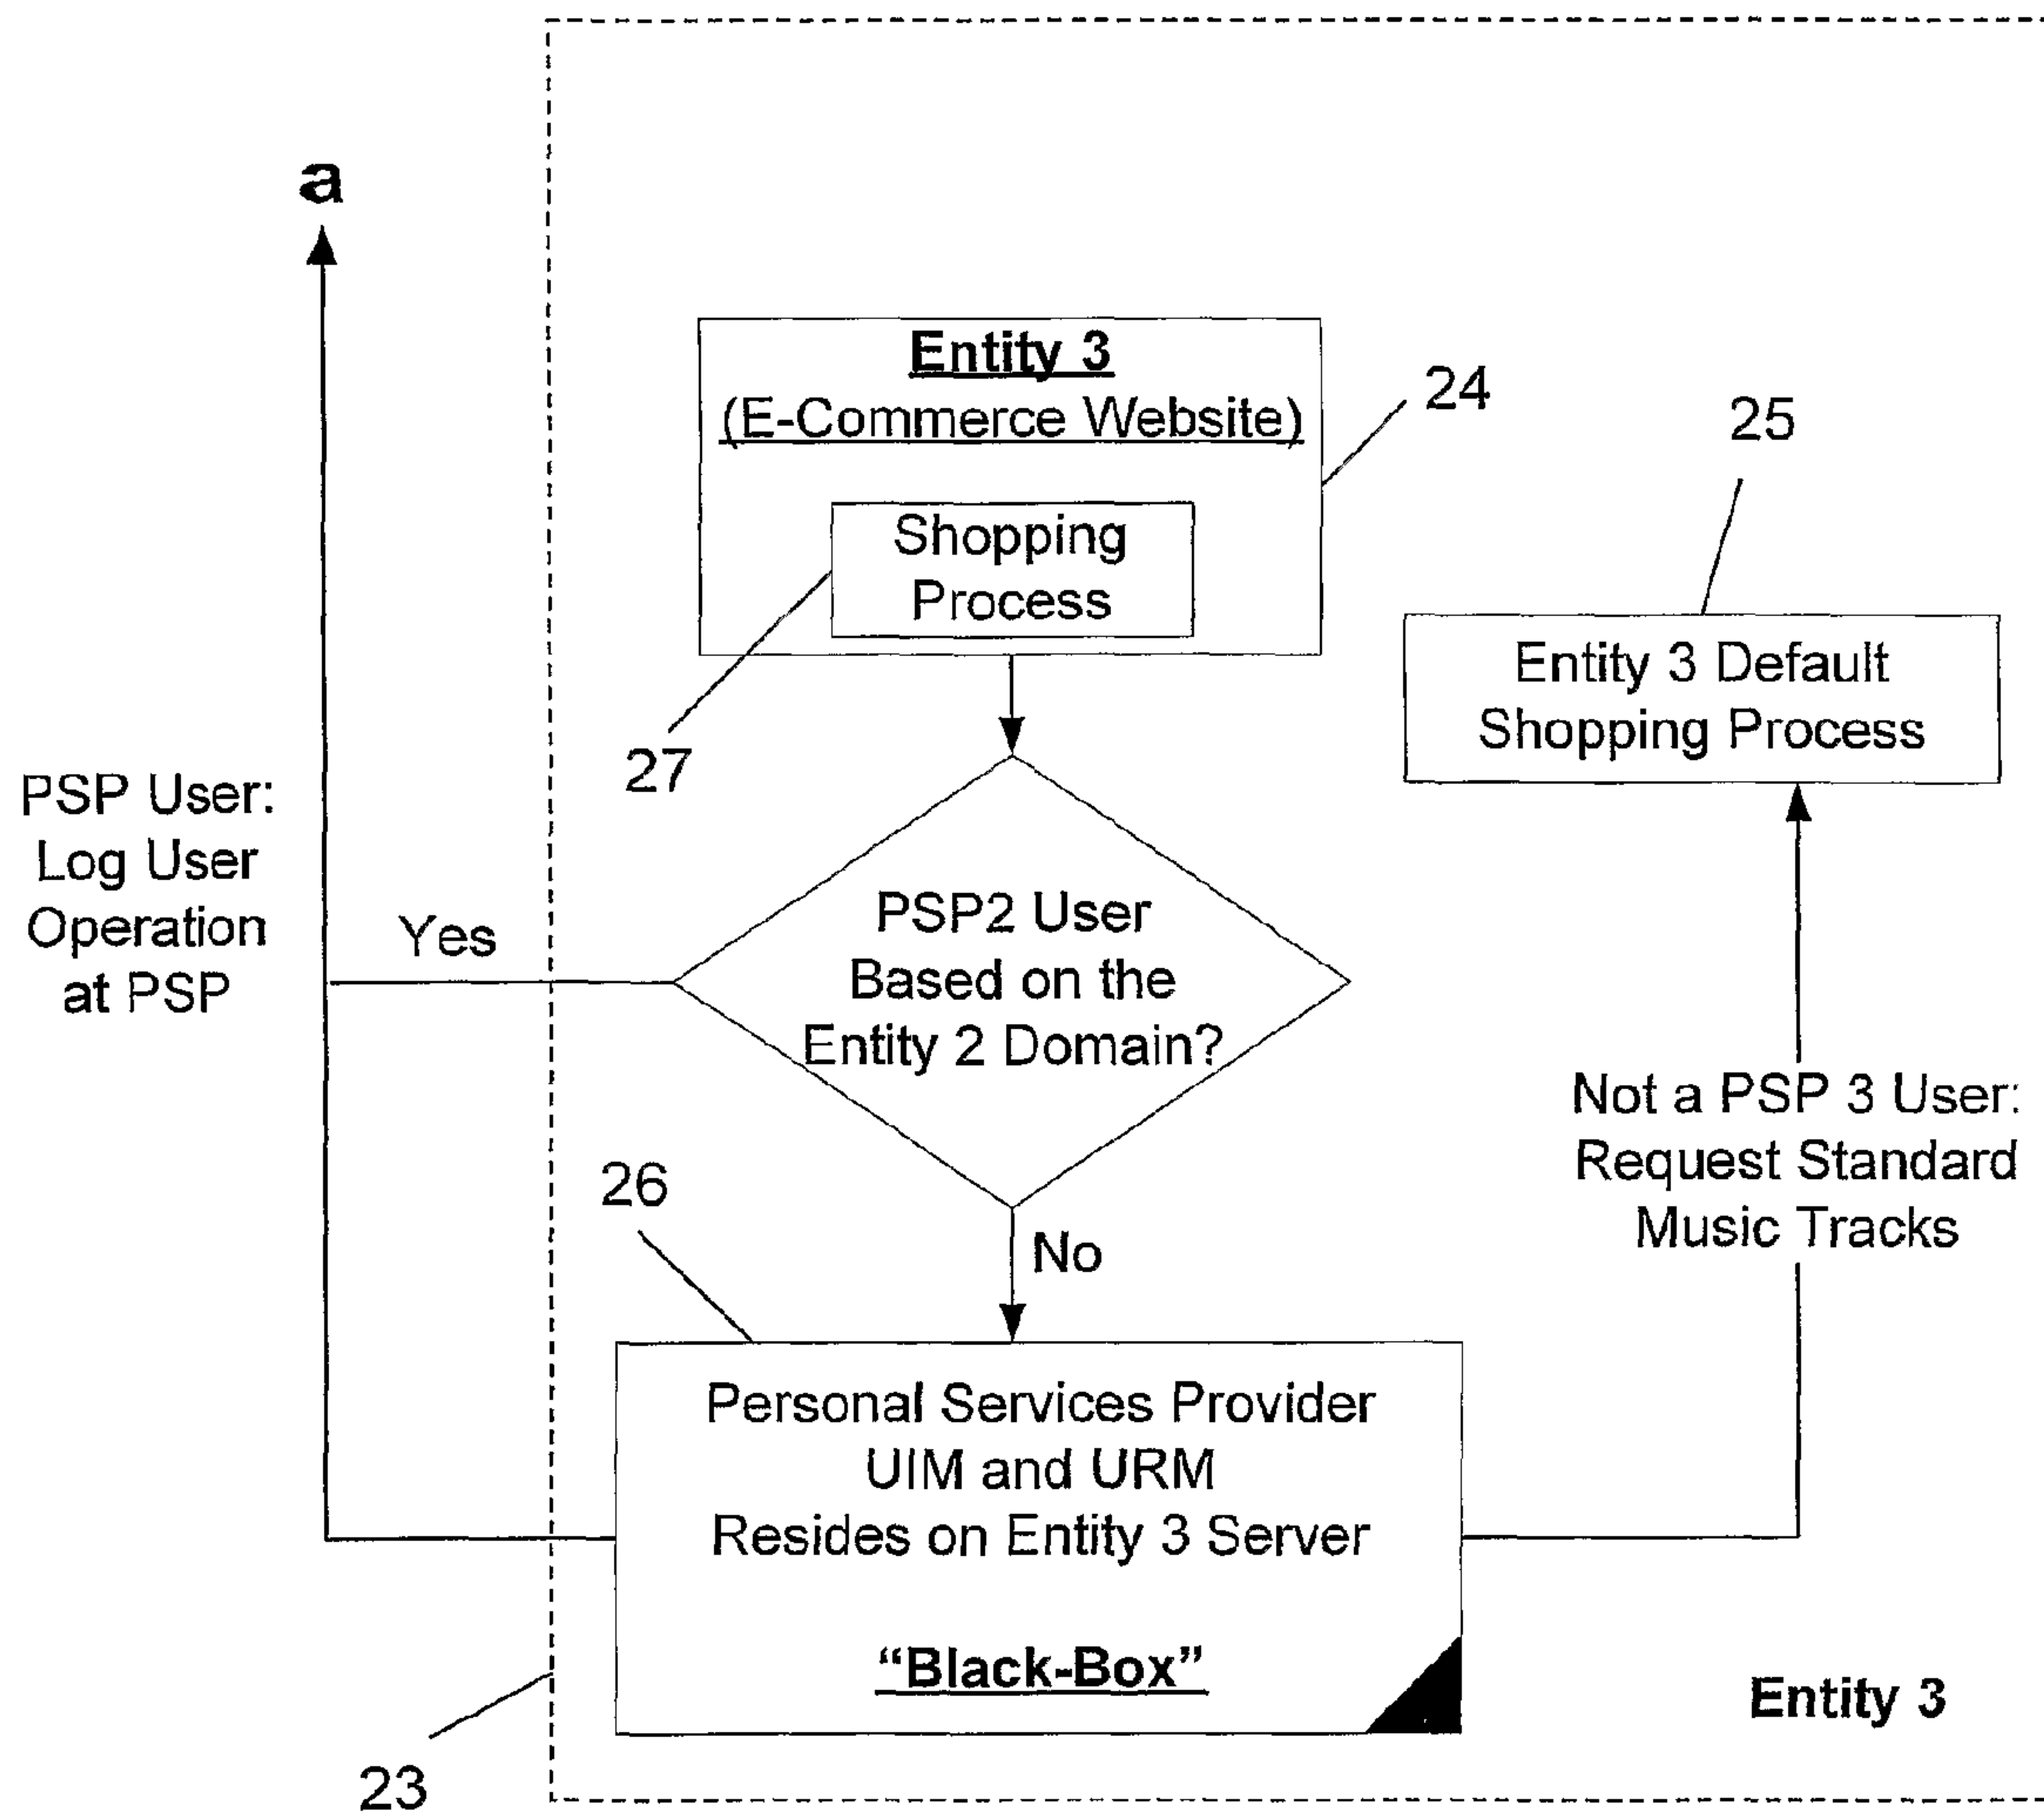 a
Entity 3
(E-Commerce Website)
24
25
Shopping
Process
27
Entity 3 Default
Shopping Process
PSP User:
Log User
Operation
at PSP
Yes
PSP2 User
Based on the
Entity 2 Domain?
Not a PSP 3 User:
Request Standard
Music Tracks
26
No
Personal Services Provider
UIM and URM
Resides on Entity 3 Server
“Black-Box”
Entity 3
23